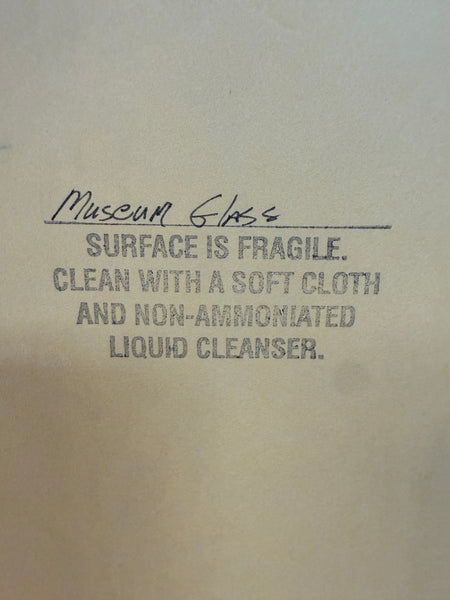 Museum Glass
SURFACE IS FRAGILE.
CLEAN WITH A SOFT CLOTH
AND NON-AMMONIATED
LIQUID CLEANSER.